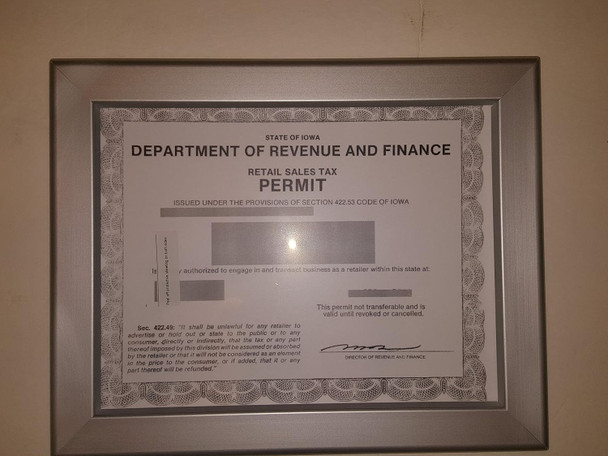 STATE OF IOWA
DEPARTMENT OF REVENUE AND FINANCE
RETAIL SALES TAX
PERMIT
ISSUED UNDER THE PROVISIONS OF SECTION 422.53 CODE OF IOWA
authorized to engage in and transact business as a retailer within this state at:
This permit not transferable and is
valid until revoked or cancelled.
Sec. 422.49: "It shall be unlawful for any retailer to
advertise or hold out or state to the public or to any
consumer, directly or indirectly, that the tax or any
part thereof imposed by this division will be assumed or absorbed
by the retailer or that it will not be considered as an element
in the price to the consumer, or if added, that it or any
part thereof will be refunded."
DIRECTOR OF REVENUE AND FINANCE